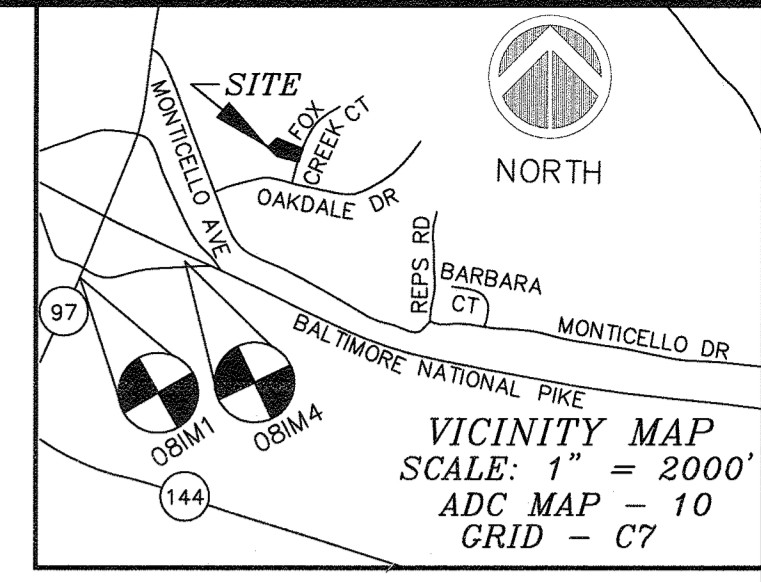 SITE
MONTICELLO AVE
FOX
CREEK CT
NORTH
OAKDALE DR
REPS RD
BARBARA
CT
97
MONTICELLO DR
BALTIMORE NATIONAL PIKE
08IM1
08IM4
VICINITY MAP
SCALE: 1" = 2000'
144
ADC MAP - 10
GRID - C7